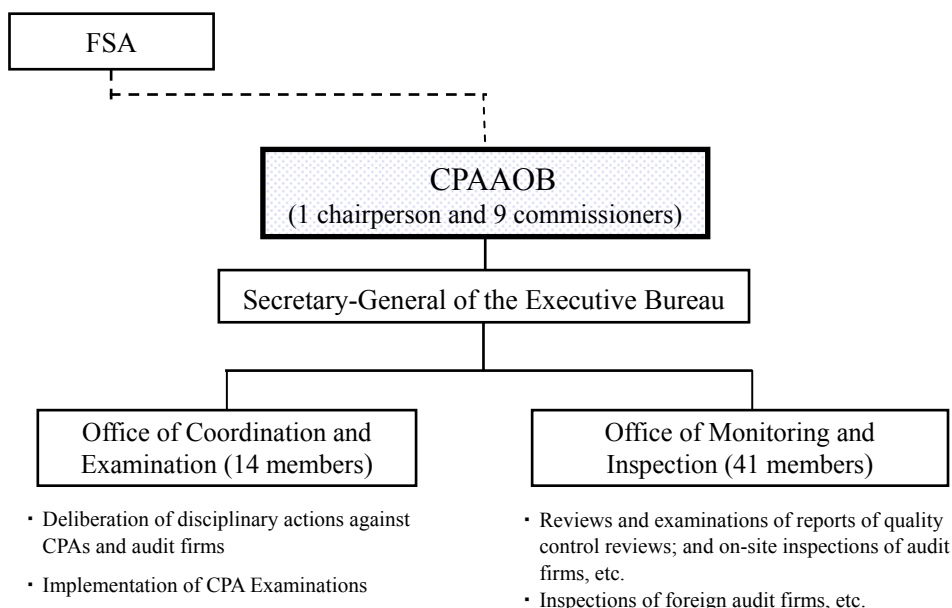 FSA
CPAAOB
(1 chairperson and 9 commissioners)
Secretary-General of the Executive Bureau
Office of Coordination and
Examination (14 members)
・ Deliberation of disciplinary actions against
CPAs and audit firms
・ Implementation of CPA Examinations
Office of Monitoring and
Inspection (41 members)
・ Reviews and examinations of reports of quality
control reviews; and on-site inspections of audit
firms, etc.
・ Inspections of foreign audit firms, etc.